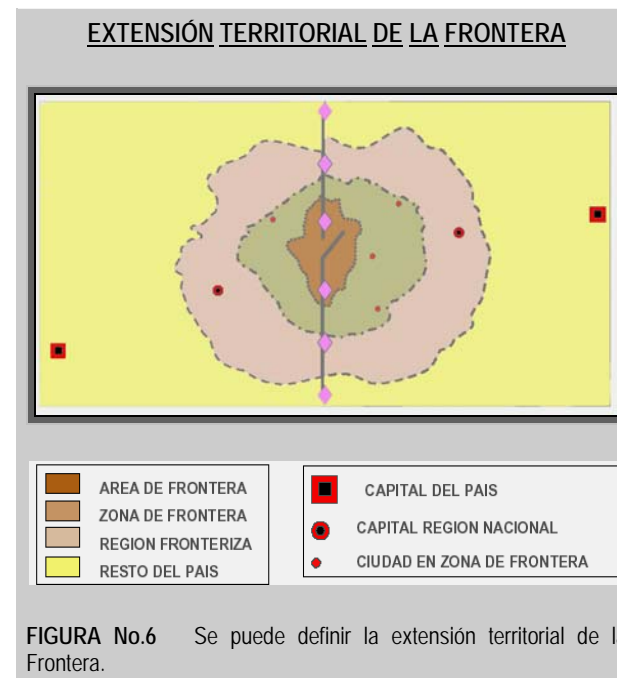 EXTENSIÓN TERRITORIAL DE LA FRONTERA
AREA DE FRONTERA
ZONA DE FRONTERA
REGION FRONTERIZA
RESTO DEL PAIS
CAPITAL DEL PAIS
CAPITAL REGION NACIONAL
CIUDAD EN ZONA DE FRONTERA
FIGURA No.6 Se puede definir la extensión territorial de
Frontera.